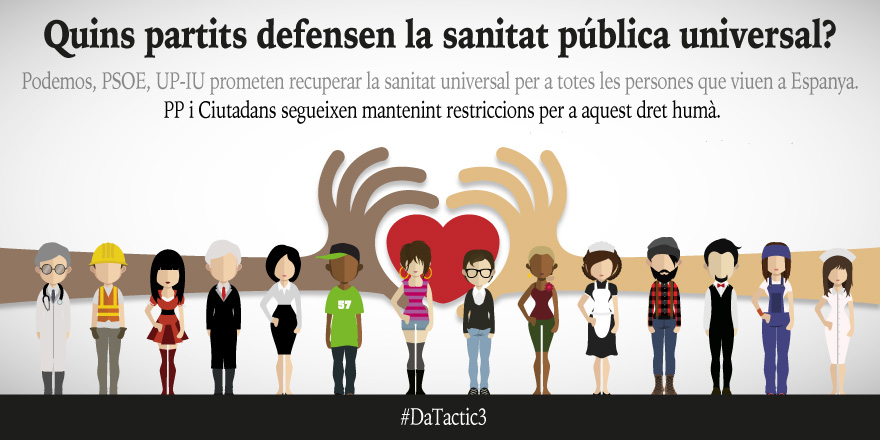 Quins partits defensen la sanitat pública universal?
Podemos, PSOE, UP-IU prometen recuperar la sanitat universal per a totes les persones que viuen a Espanya.
PP i Ciutadans segueixen mantenint restriccions per a aquest dret humà.
57
#DaTactic3